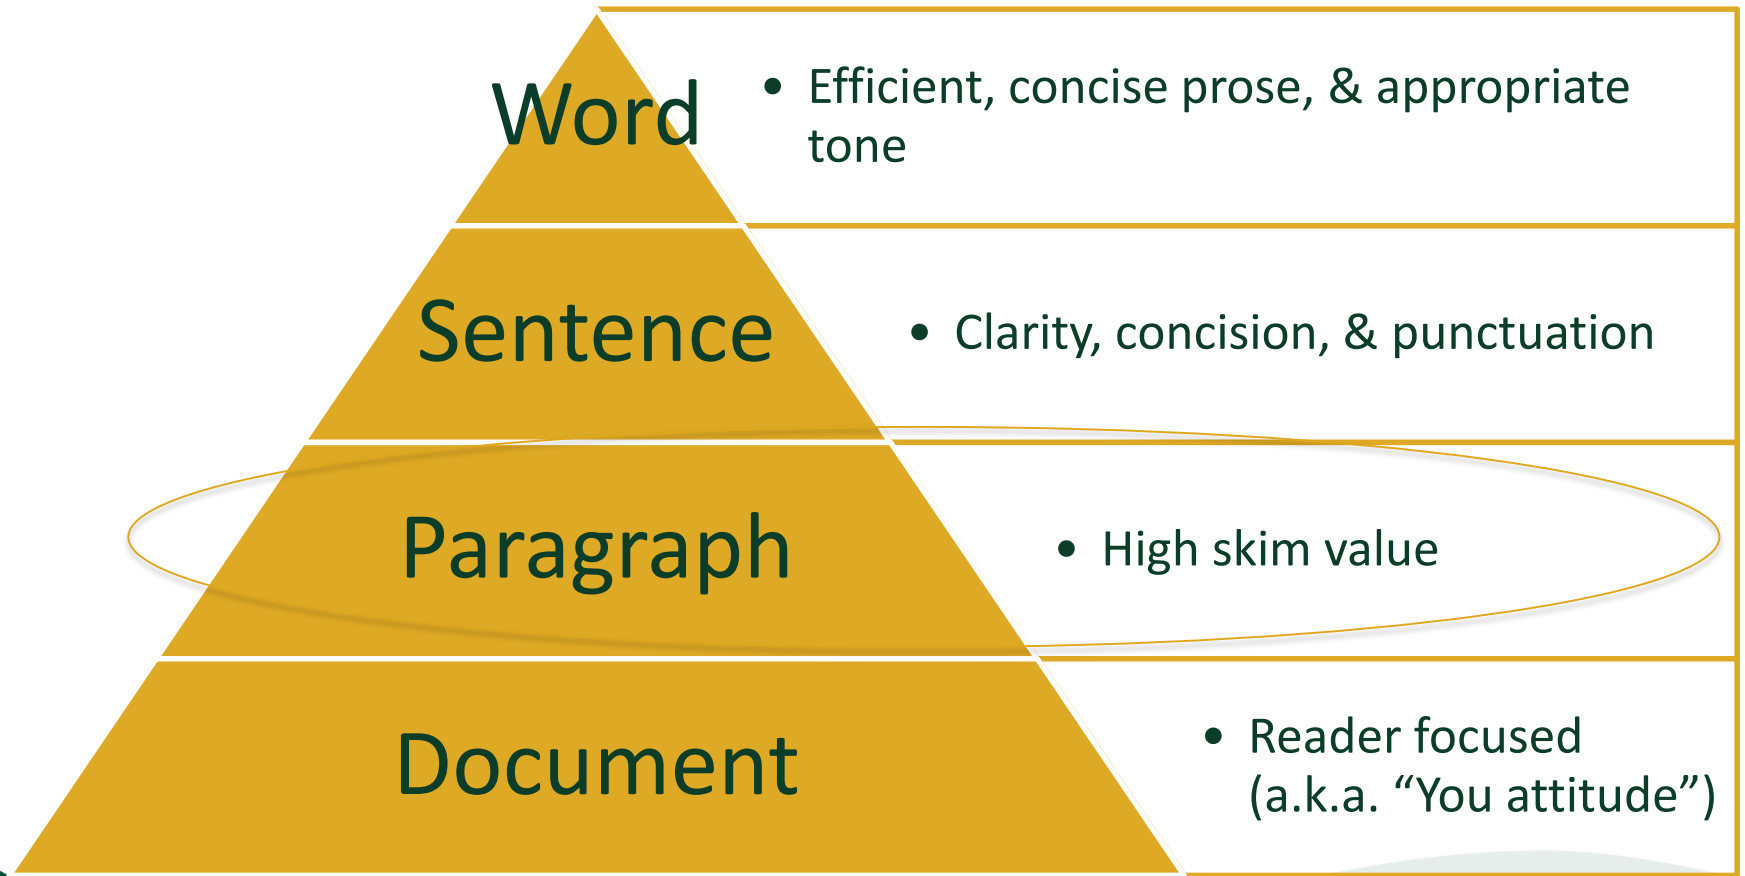 Word
• Efficient, concise prose, & appropriate
tone
Sentence
• Clarity, concision, & punctuation
Paragraph
• High skim value
Document
• Reader focused
(a.k.a. “You attitude”)